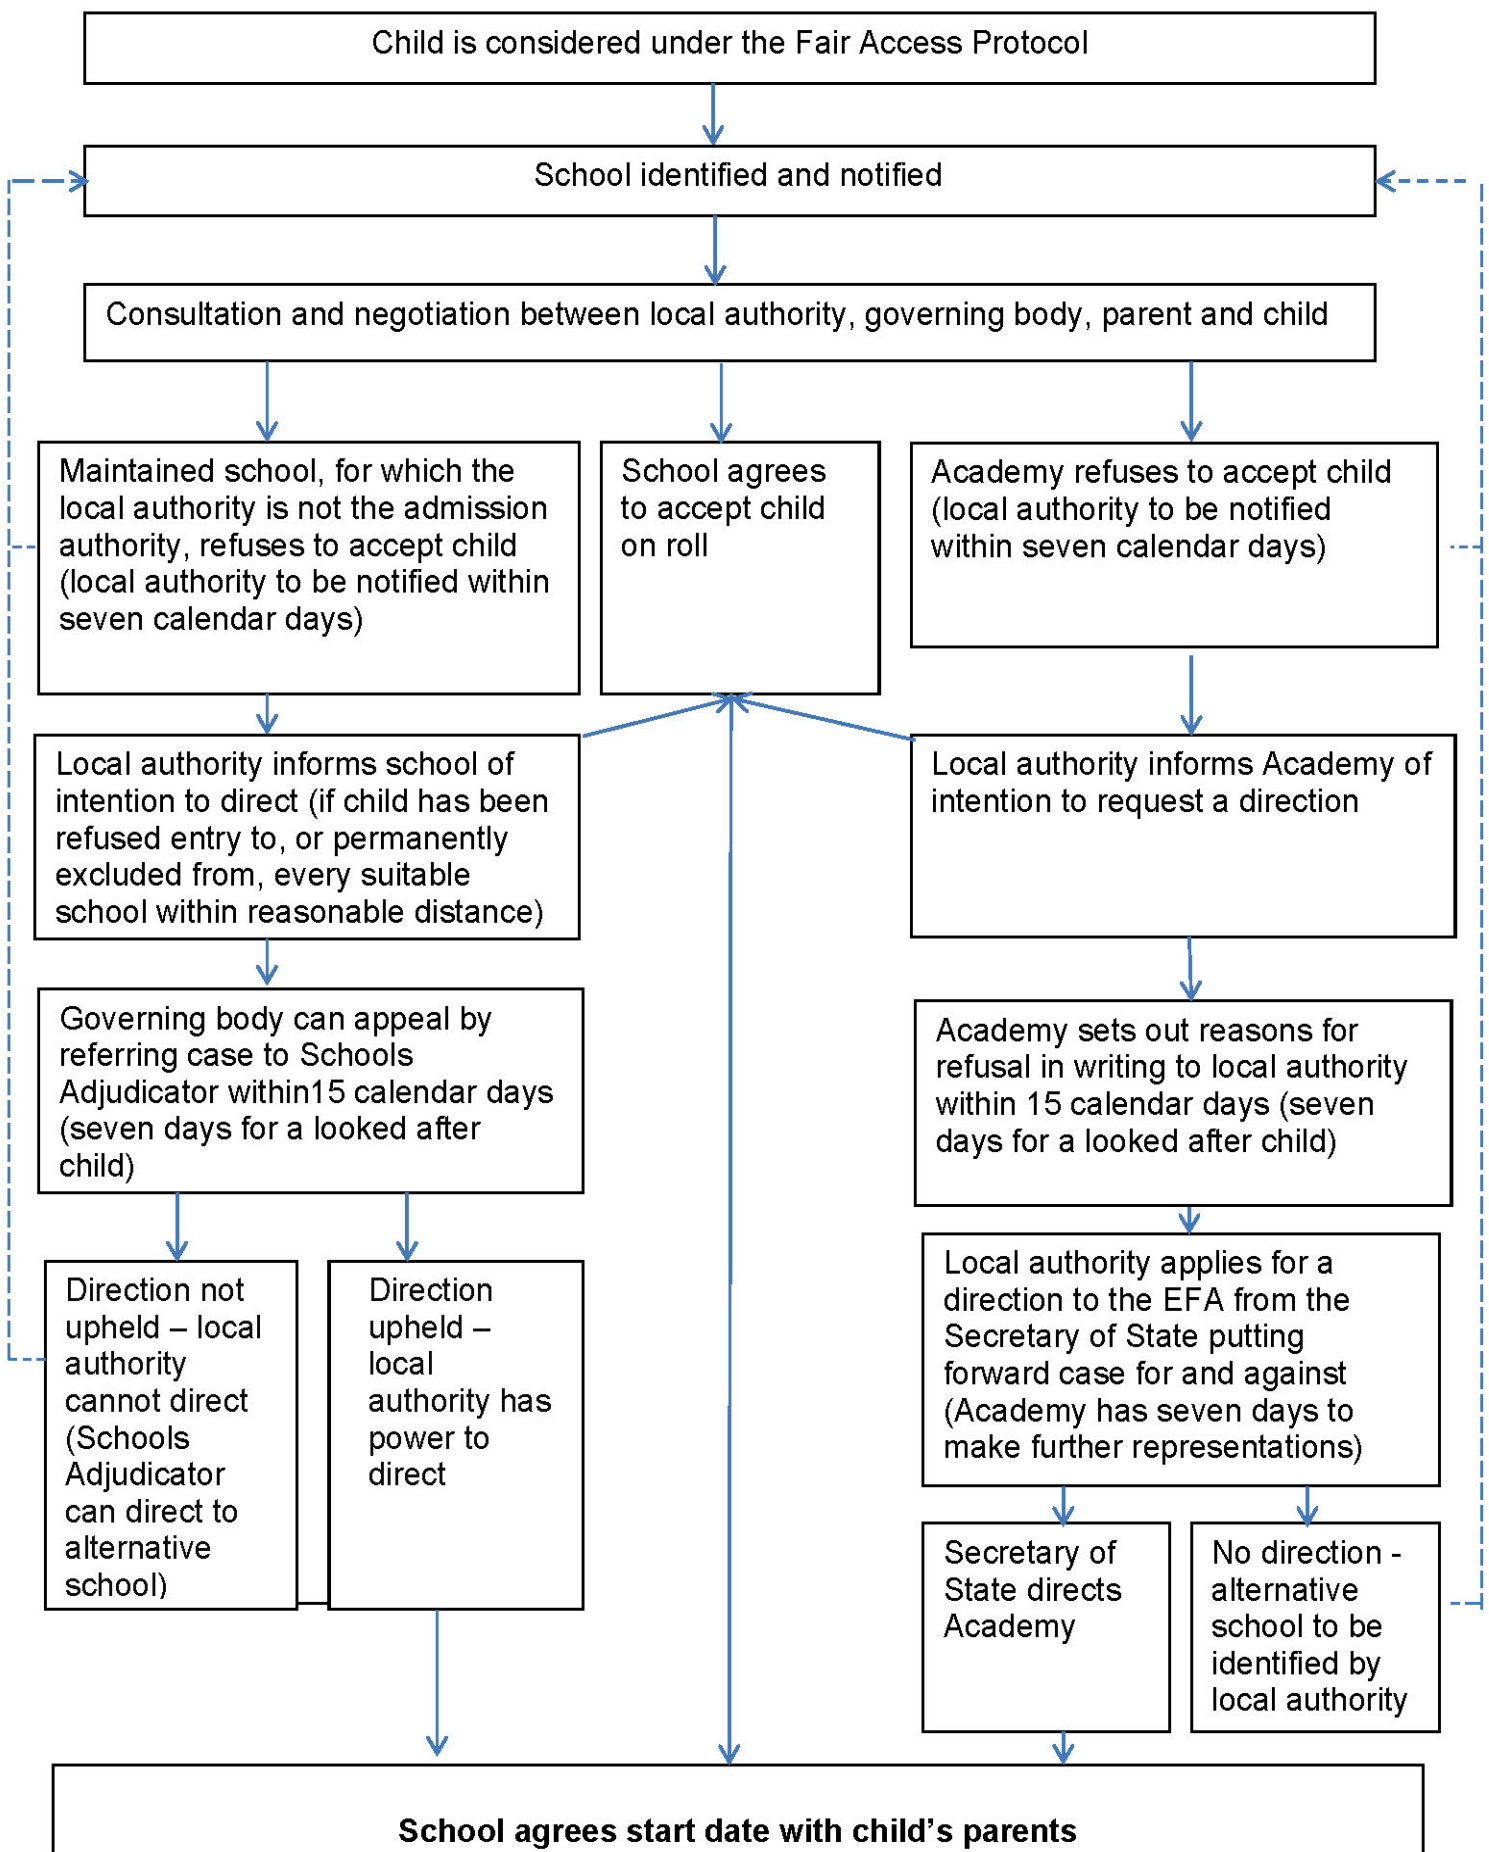 Child is considered under the Fair Access Protocol
School identified and notified
Consultation and negotiation between local authority, governing body, parent and child
Maintained school, for which the
local authority is not the admission
authority, refuses to accept child
(local authority to be notified within
seven calendar days)
School agrees
to accept child
on roll
Academy refuses to accept child
(local authority to be notified
within seven calendar days)
Local authority informs school of
intention to direct (if child has been
refused entry to, or permanently
excluded from, every suitable
school within reasonable distance)
Local authority informs Academy of
intention to request a direction
Governing body can appeal by
referring case to Schools
Adjudicator within15 calendar days
(seven days for a looked after
child)
Academy sets out reasons for
refusal in writing to local authority
within 15 calendar days (seven
days for a looked after child)
Direction not
upheld – local
authority
cannot direct
(Schools
Adjudicator
can direct to
alternative
school)
Direction
upheld –
local
authority has
power to
direct
Local authority applies for a
direction to the EFA from the
Secretary of State putting
forward case for and against
(Academy has seven days to
make further representations)
Secretary of
State directs
Academy
No direction -
alternative
school to be
identified by
local authority
School agrees start date with child’s parents